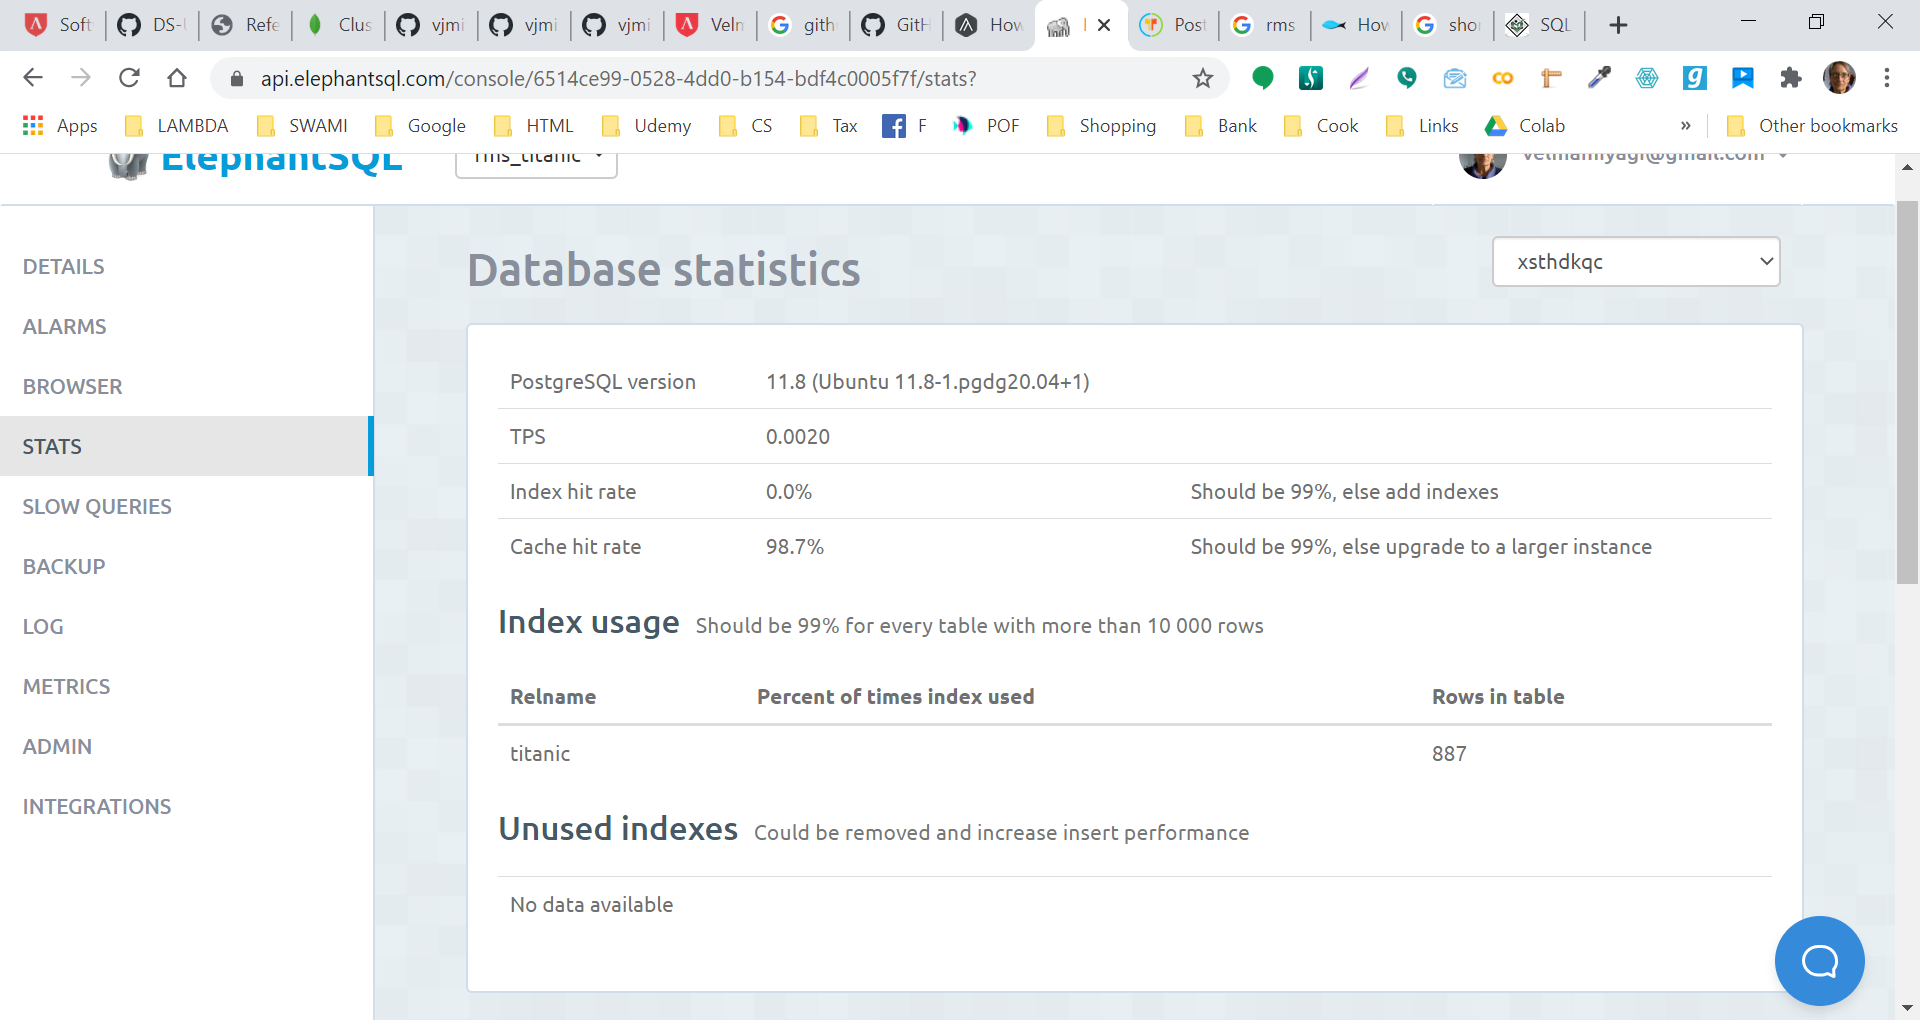 Soft DS- Refe Clus vjmi vjmi vjmi Velm gith GitH How Post rms How sho SQL
api.elephantsql.com/console/6514ce99-0528-4dd0-b154-bdf4c0005f7f/stats?
Apps LAMBDA SWAMI Google HTML Udemy CS Tax F POF Shopping Bank Cook Links Colab » Other bookmarks
ElephantSQL rms_titanic velmamiyagi@gmail.com
DETAILS
ALARMS
BROWSER
STATS
SLOW QUERIES
BACKUP
LOG
METRICS
ADMIN
INTEGRATIONS
Database statistics xsthdkqc
PostgreSQL version 11.8 (Ubuntu 11.8-1.pgdg20.04+1)
TPS 0.0020
Index hit rate 0.0% Should be 99%, else add indexes
Cache hit rate 98.7% Should be 99%, else upgrade to a larger instance
Index usage Should be 99% for every table with more than 10 000 rows
Relname Percent of times index used Rows in table
titanic 887
Unused indexes Could be removed and increase insert performance
No data available